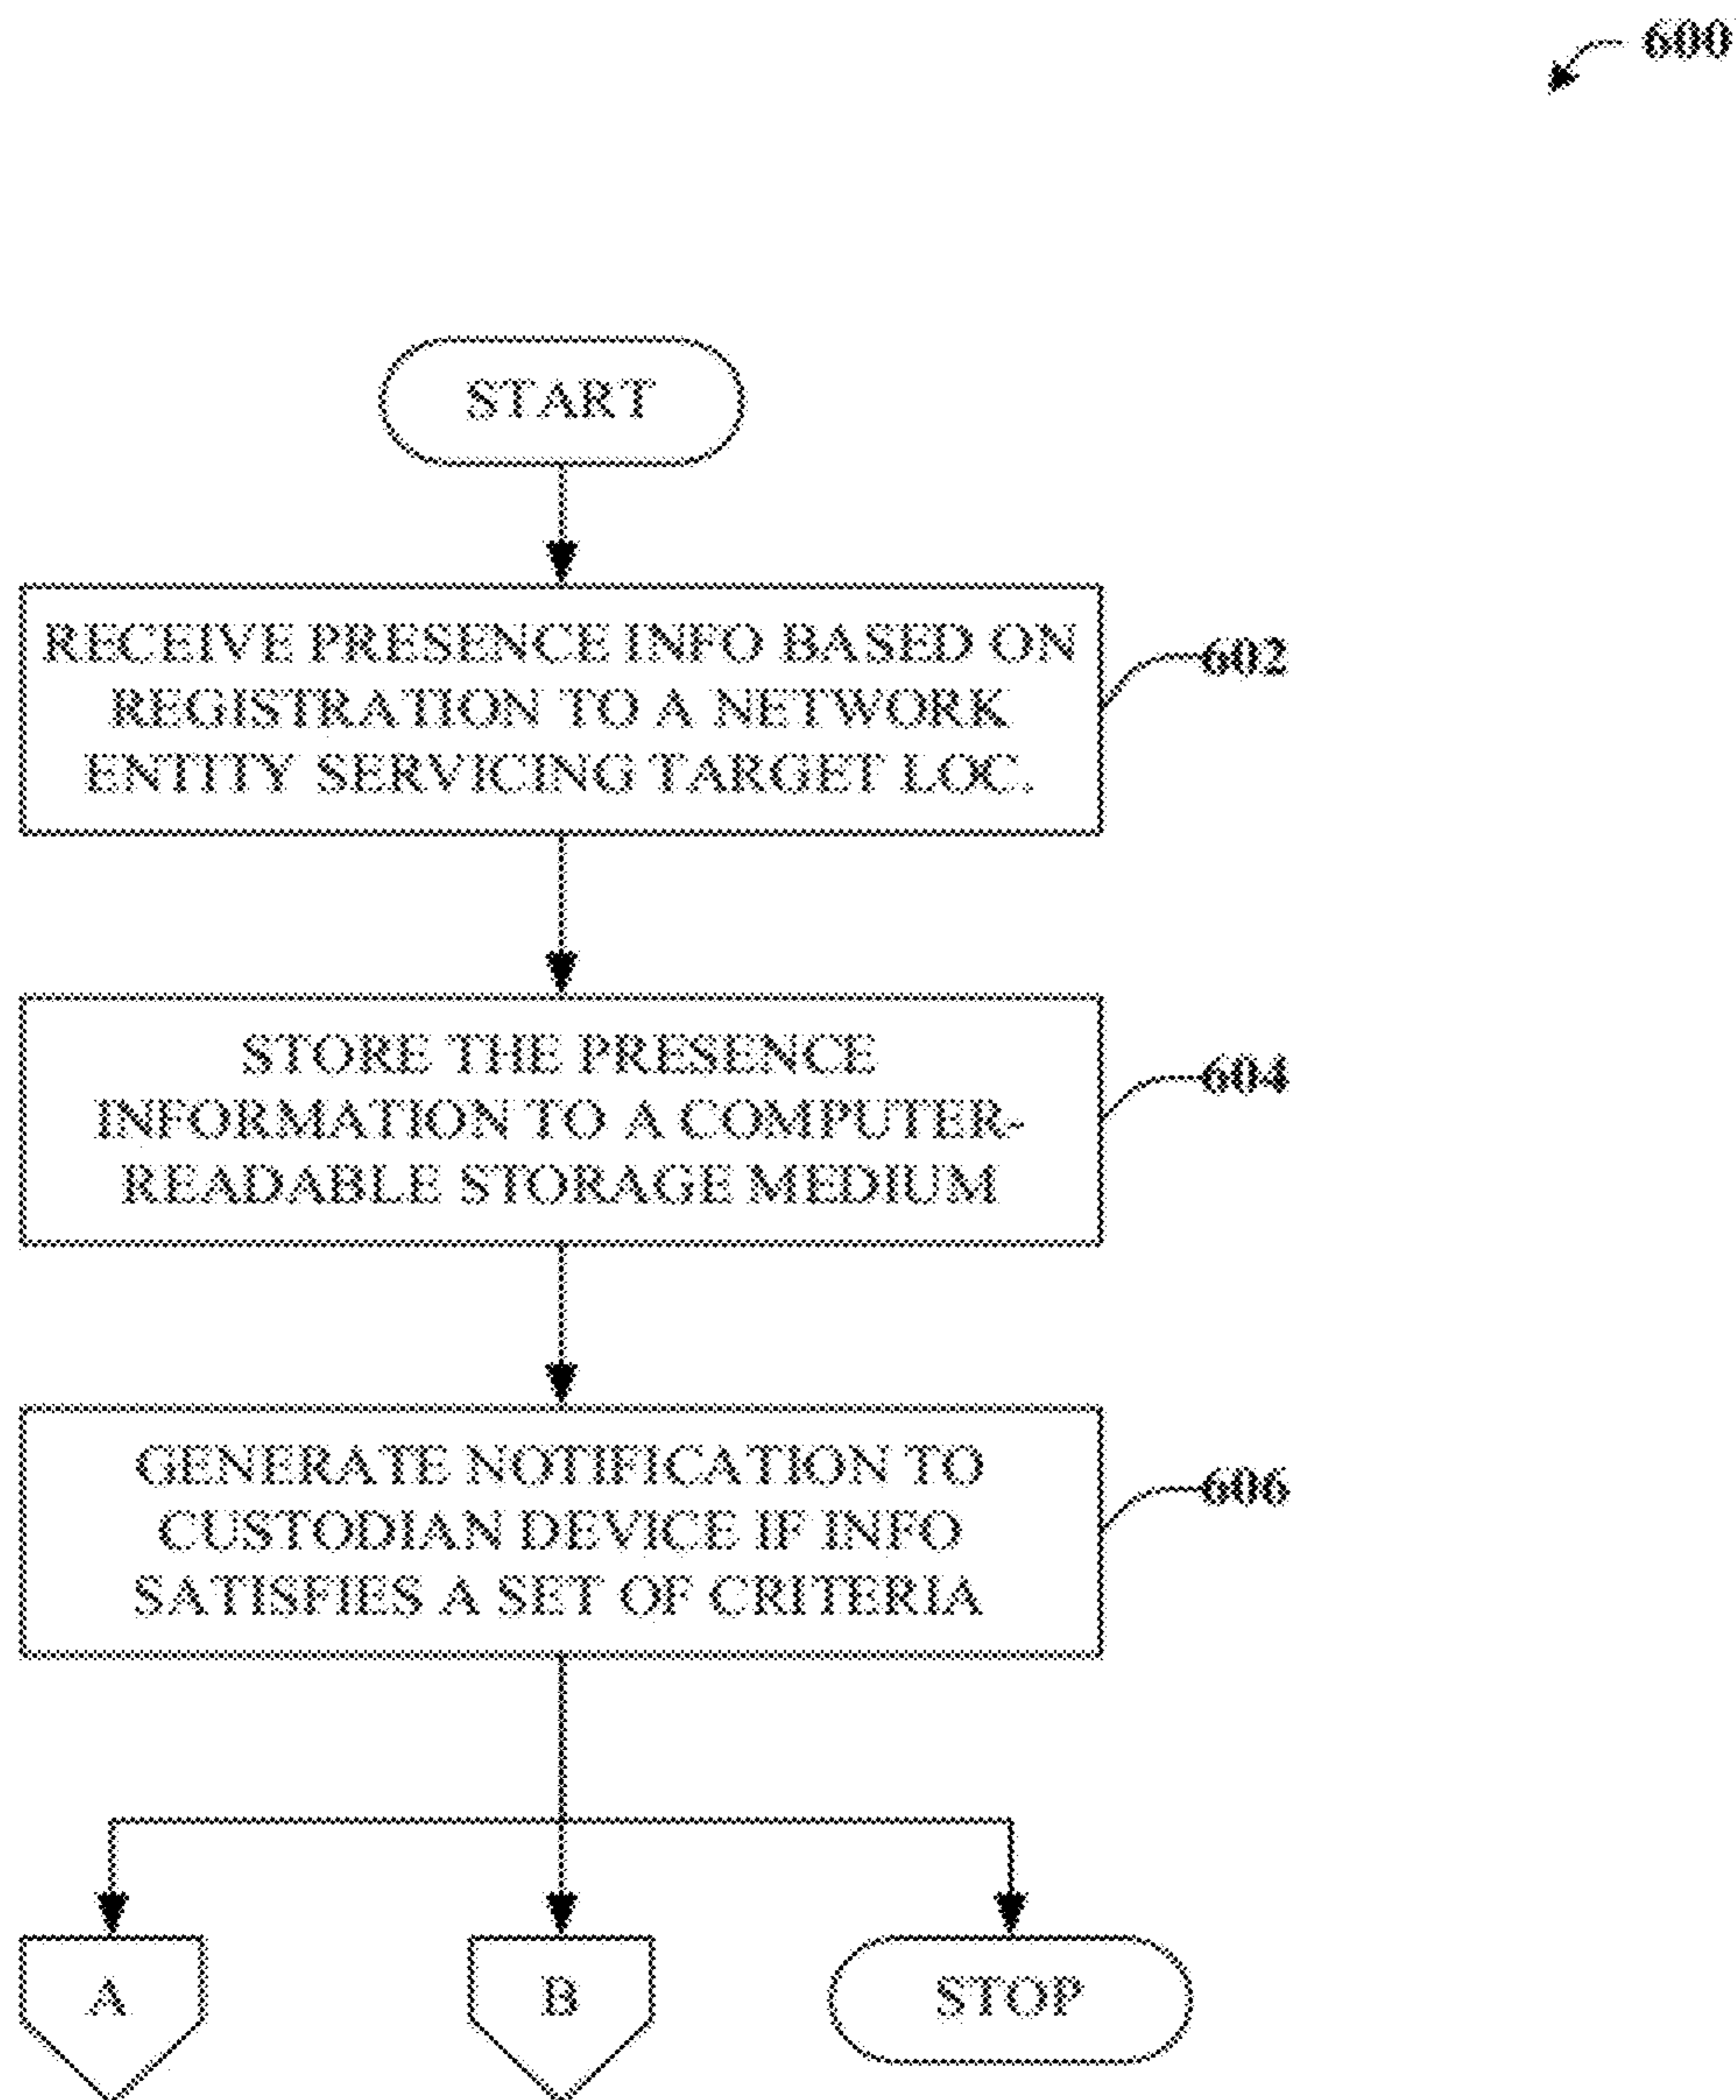 600
START
RECEIVE PRESENCE INFO BASED ON
REGISTRATION TO A NETWORK
ENTITY SERVICING TARGET LOC.
602
STORE THE PRESENCE
INFORMATION TO A COMPUTER-
READABLE STORAGE MEDIUM
604
GENERATE NOTIFICATION TO
CUSTODIAN DEVICE IF INFO
SATISFIES A SET OF CRITERIA
606
A
B
STOP